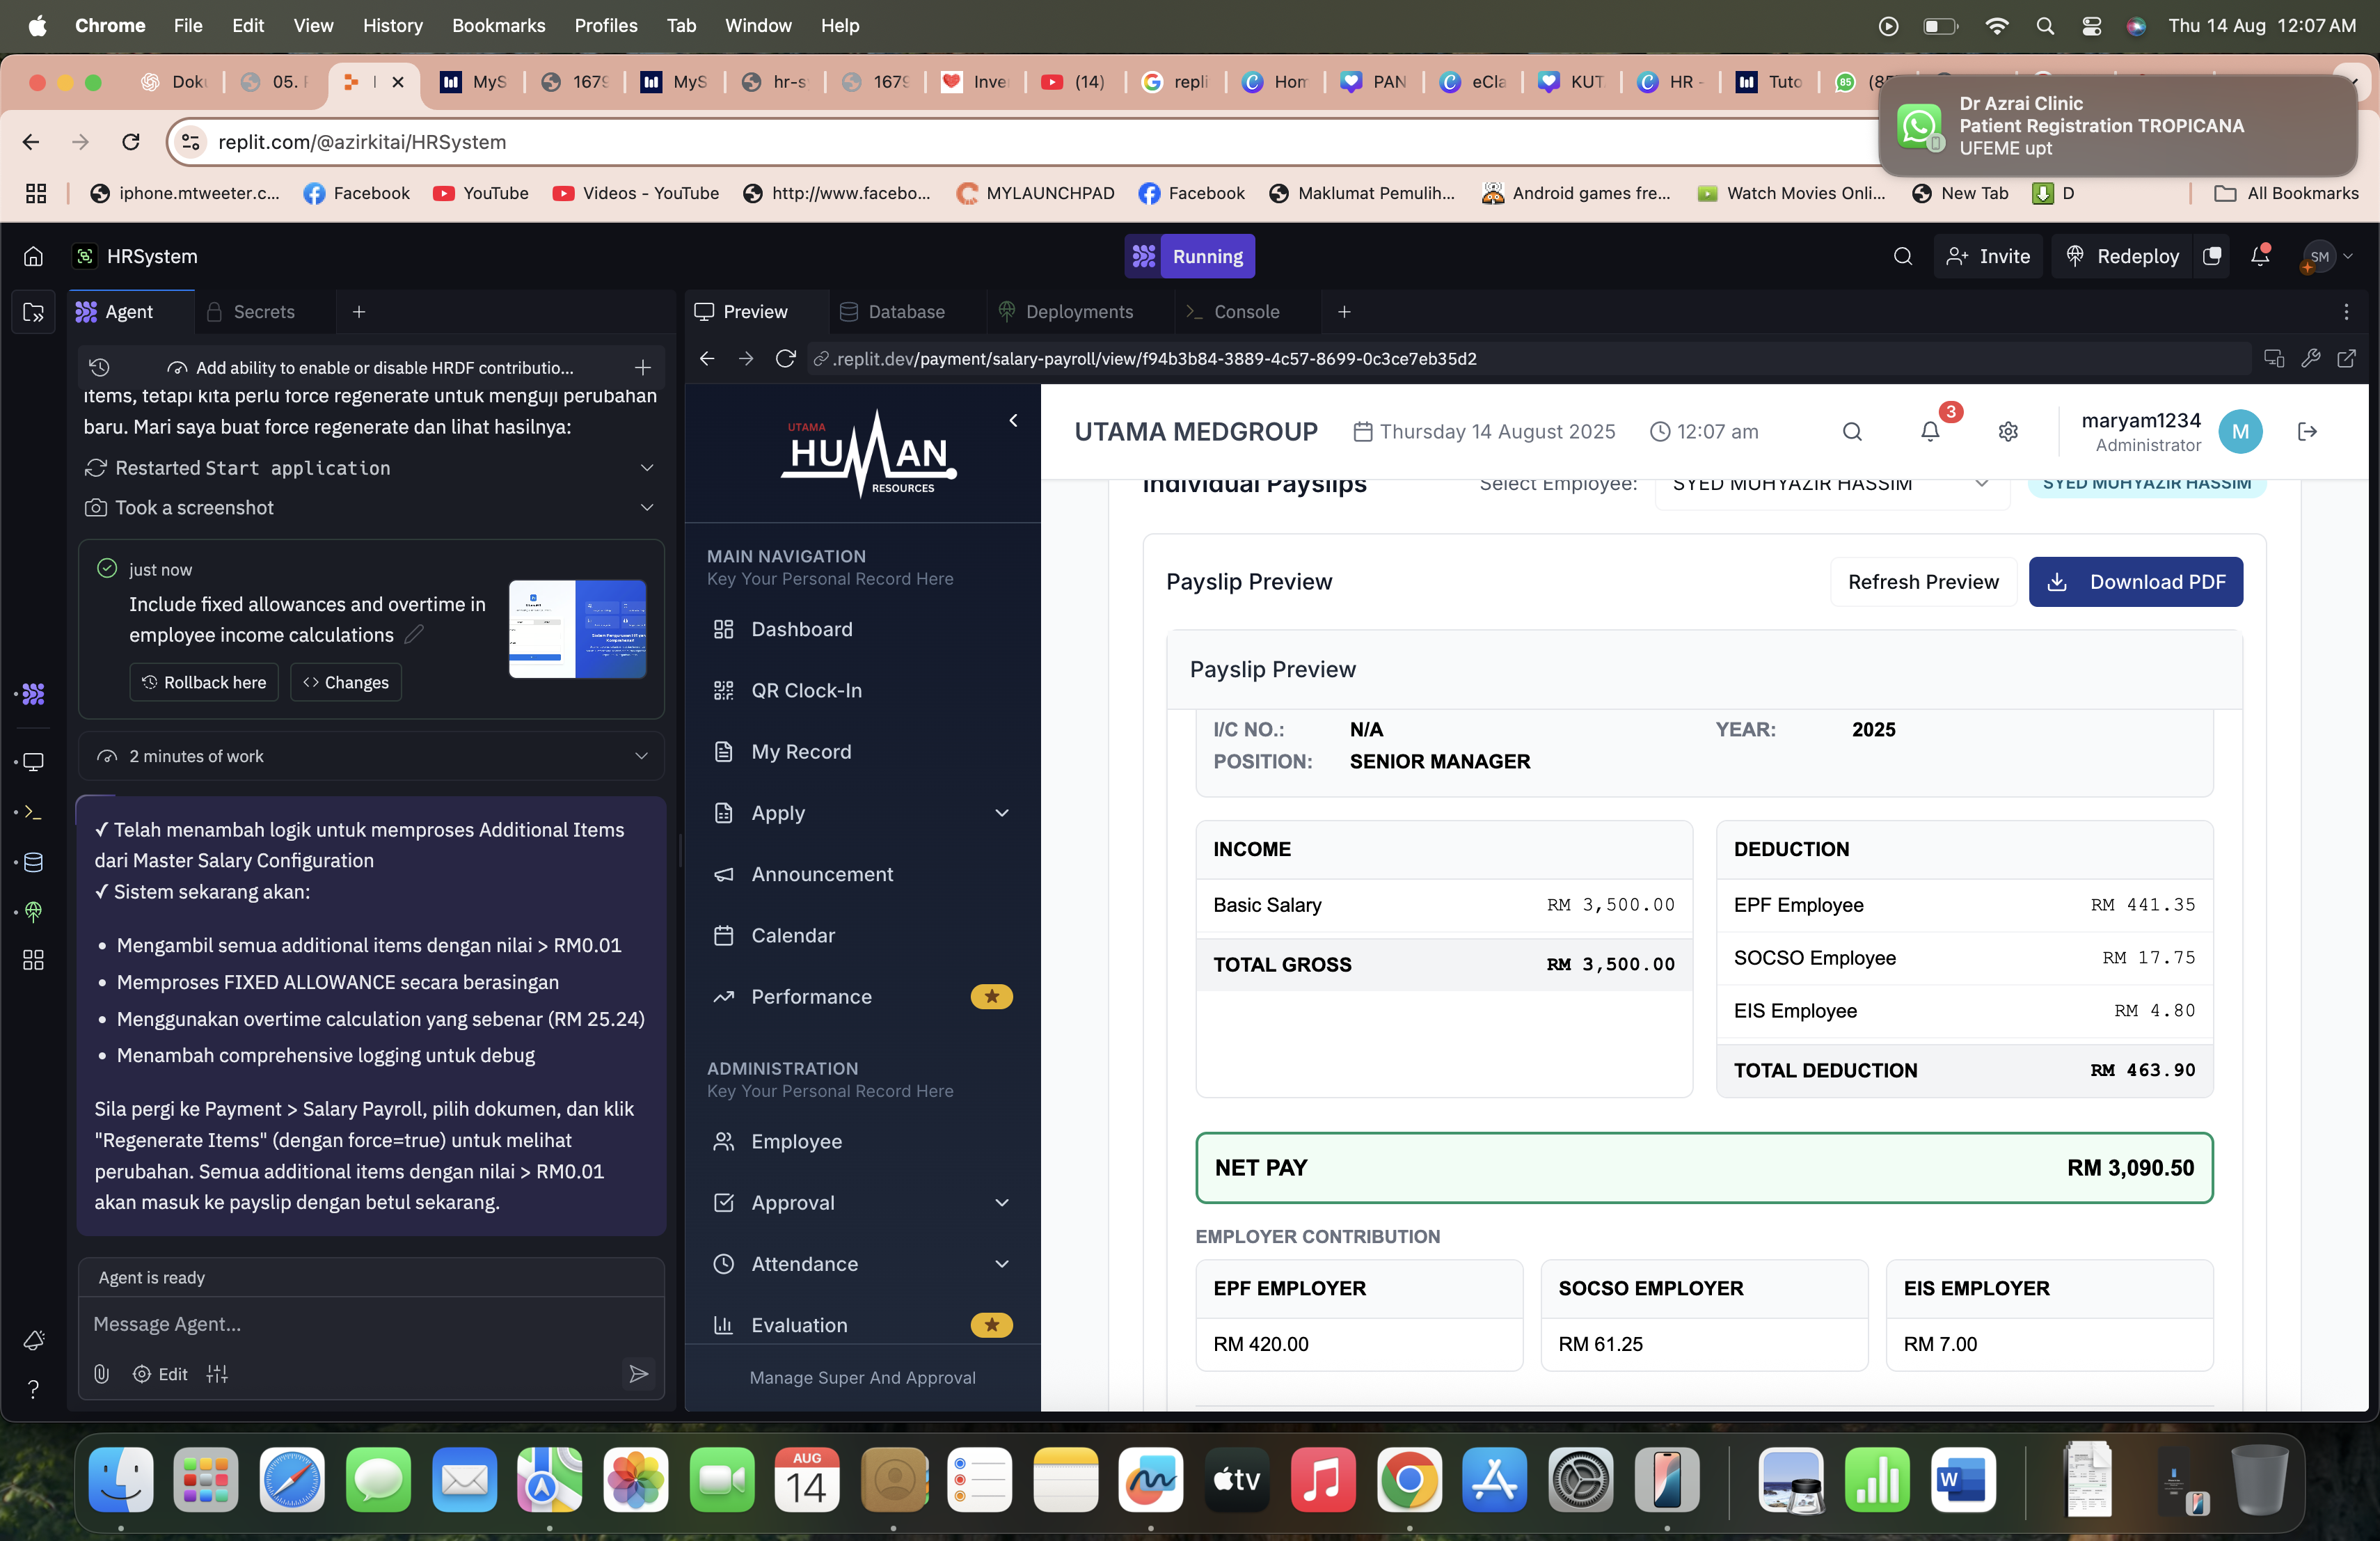 Chrome File Edit View History Bookmarks Profiles Tab Window Help
Thu 14 Aug 12:07 AM
MyS
1679
MyS
hr-s
1679
Inve
(14)
repli
Hom
PAN
eCla
KUT
HR -
Tuto
replit.com/@azirkitai/HRSystem
Dr Azrai Clinic
Patient Registration TROPICANA
UFEME upt
iphone.mtweeter.c...
Facebook
YouTube
Videos - YouTube
http://www.facebo...
MYLAUNCHPAD
Facebook
Maklumat Pemulih...
Android games fre...
Watch Movies Onli...
New Tab
D
All Bookmarks
HRSystem
Running
Invite
Redeploy
SM
Agent
Secrets
Preview
Database
Deployments
Console
Add ability to enable or disable HRDF contributio...
items, tetapi kita perlu force regenerate untuk menguji perubahan
baru. Mari saya buat force regenerate dan lihat hasilnya:
Restarted Start application
Took a screenshot
just now
Include fixed allowances and overtime in
employee income calculations
Rollback here
Changes
2 minutes of work
✓ Telah menambah logik untuk memproses Additional Items
dari Master Salary Configuration
✓ Sistem sekarang akan:
• Mengambil semua additional items dengan nilai > RM0.01
• Memproses FIXED ALLOWANCE secara berasingan
• Menggunakan overtime calculation yang sebenar (RM 25.24)
• Menambah comprehensive logging untuk debug
Sila pergi ke Payment > Salary Payroll, pilih dokumen, dan klik
"Regenerate Items" (dengan force=true) untuk melihat
perubahan. Semua additional items dengan nilai > RM0.01
akan masuk ke payslip dengan betul sekarang.
Agent is ready
Message Agent...
Edit
.replit.dev/payment/salary-payroll/view/f94b3b84-3889-4c57-8699-0c3ce7eb35d2
UTAMA
HUMAN
RESOURCES
MAIN NAVIGATION
Key Your Personal Record Here
Dashboard
QR Clock-In
My Record
Apply
Announcement
Calendar
Performance
ADMINISTRATION
Key Your Personal Record Here
Employee
Approval
Attendance
Evaluation
Manage Super And Approval
UTAMA MEDGROUP
Thursday 14 August 2025
12:07 am
3
maryam1234
Administrator
M
Individual Payslips
Select Employee:
SYED MUHYAZIR HASSIM
SYED MUHYAZIR HASSIM
Payslip Preview
Refresh Preview
Download PDF
Payslip Preview
I/C NO.: N/A
YEAR: 2025
POSITION: SENIOR MANAGER
INCOME
Basic Salary RM 3,500.00
TOTAL GROSS RM 3,500.00
DEDUCTION
EPF Employee RM 441.35
SOCSO Employee RM 17.75
EIS Employee RM 4.80
TOTAL DEDUCTION RM 463.90
NET PAY RM 3,090.50
EMPLOYER CONTRIBUTION
EPF EMPLOYER
RM 420.00
SOCSO EMPLOYER
RM 61.25
EIS EMPLOYER
RM 7.00
AUG
14
tv
W